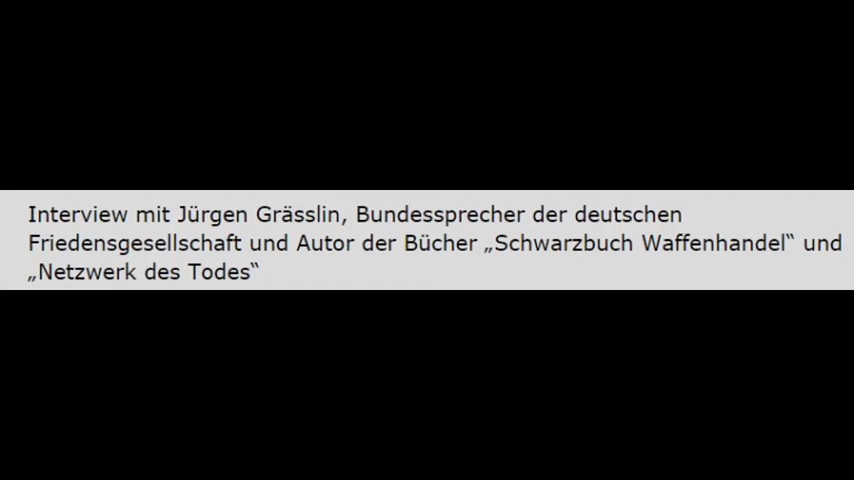 Interview mit Jürgen Grässlin, Bundessprecher der deutschen
Friedensgesellschaft und Autor der Bücher „Schwarzbuch Waffenhandel“ und
„Netzwerk des Todes“